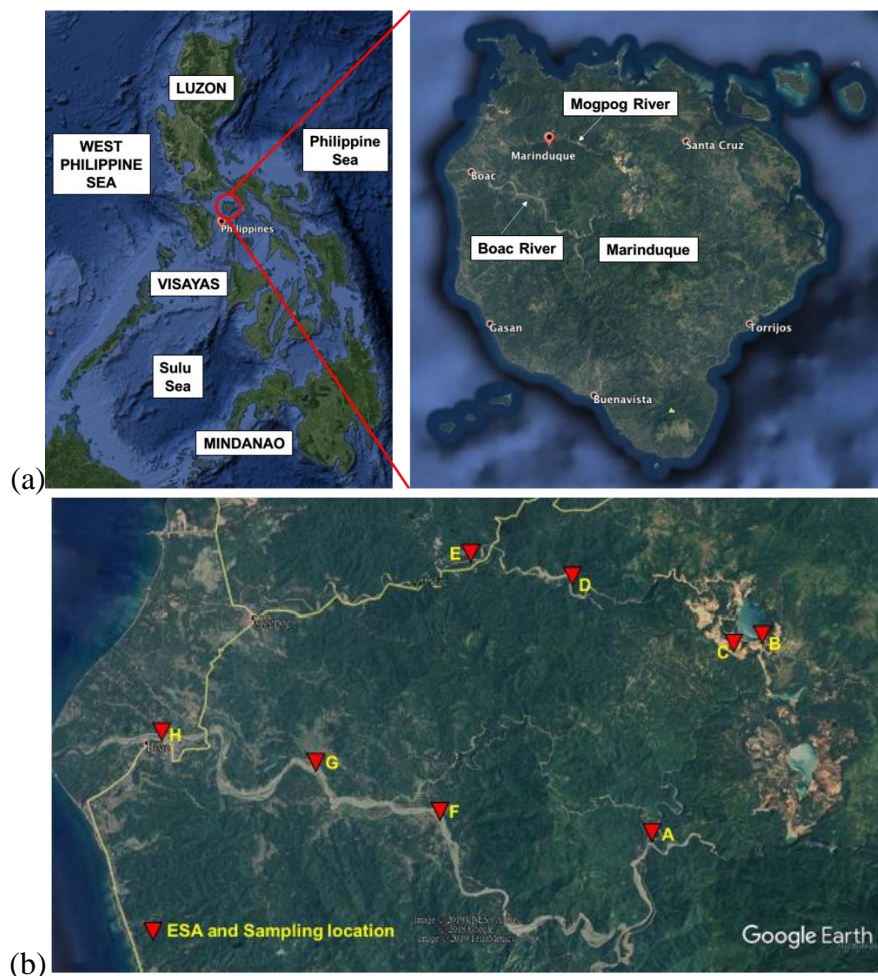 LUZON
WEST
PHILIPPINE
SEA
Philippine
Sea
Philippines
VISAYAS
Sulu
Sea
MINDANAO
Mogpog River
Marinduque
Santa Cruz
Boac
Boac River
Marinduque
Gasan
Torrijos
Buenavista
(a)
E
D
B
C
H
G
F
A
ESA and Sampling location
Google Earth
(b)